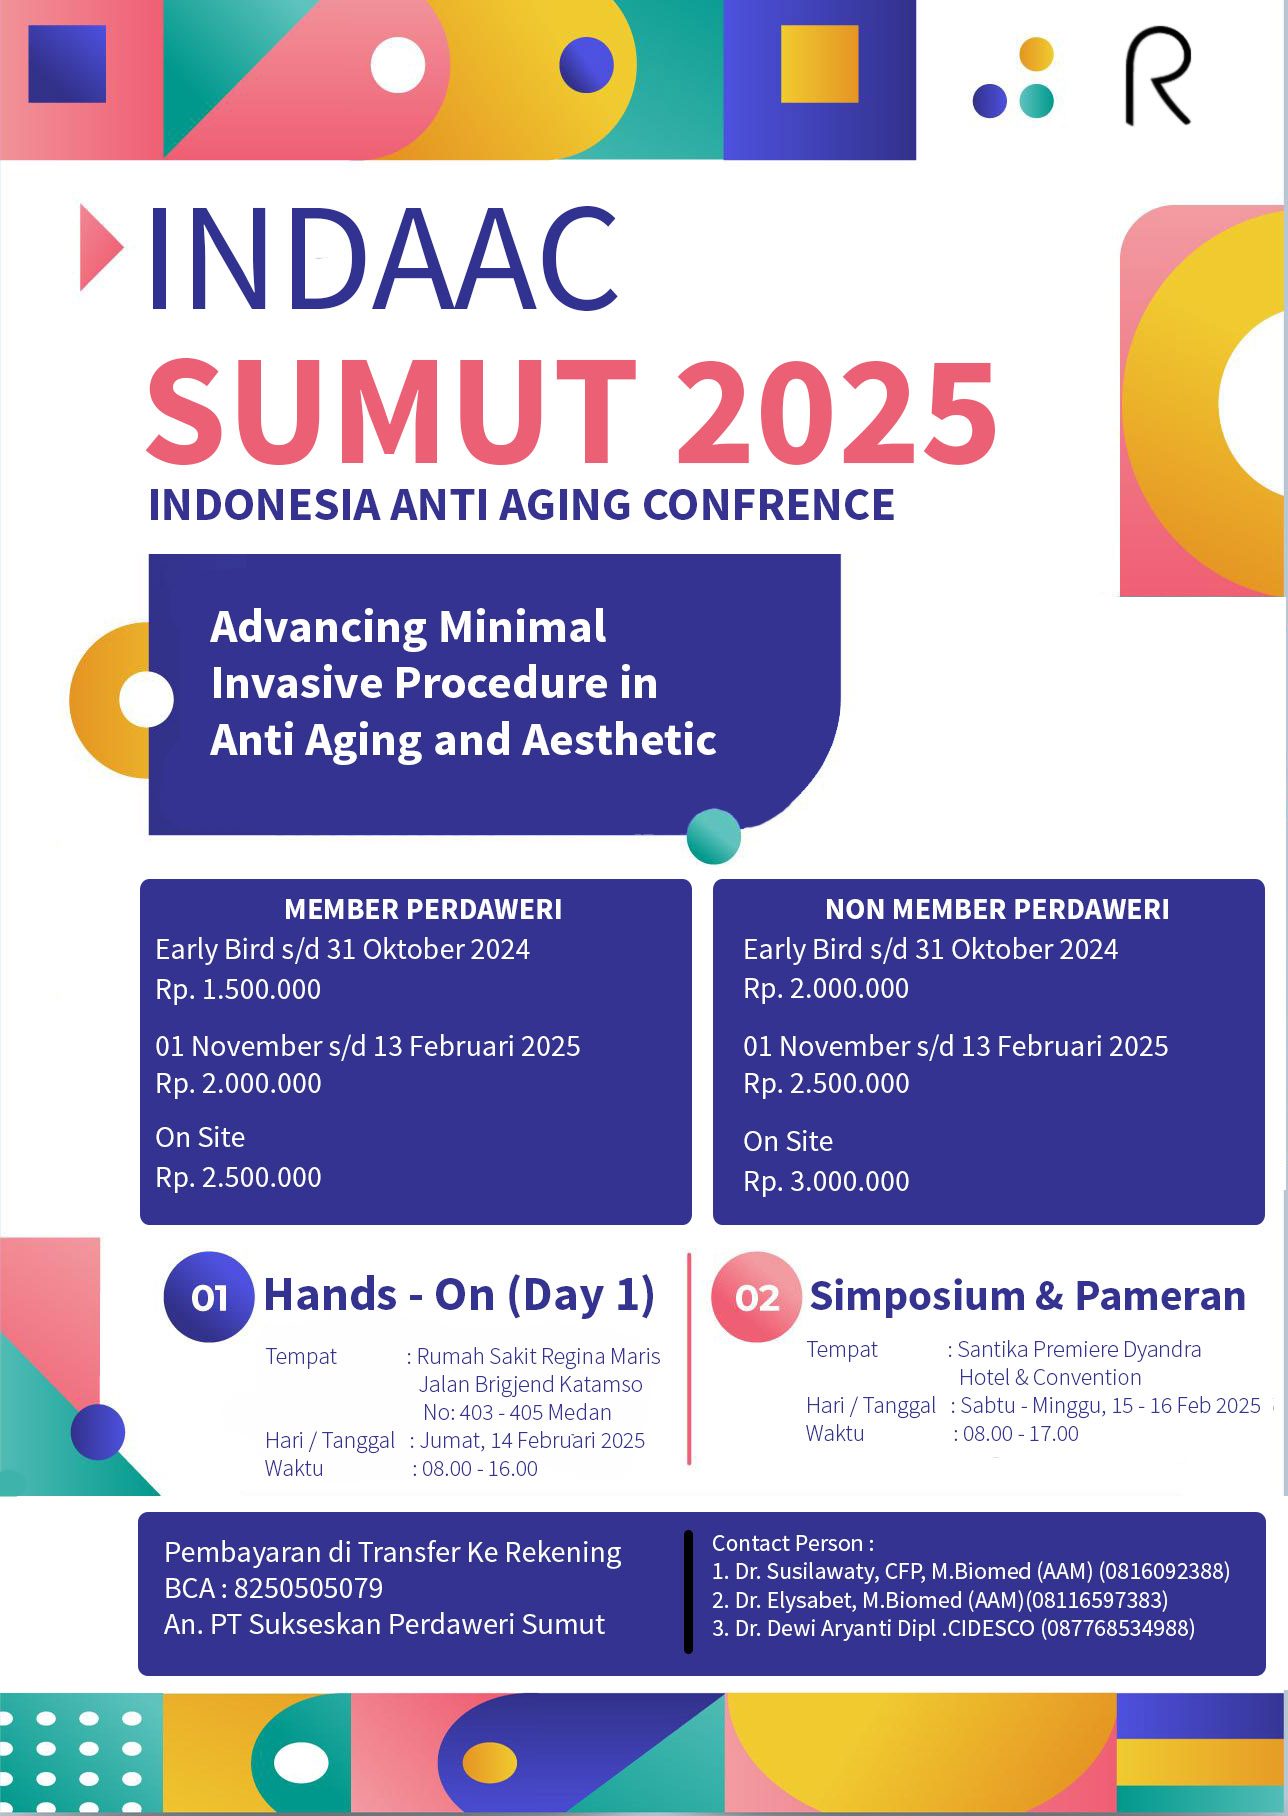 R
INDAAC
SUMUT 2025
INDONESIA ANTI AGING CONFRENCE
Advancing Minimal
Invasive Procedure in
Anti Aging and Aesthetic
MEMBER PERDAWERI
Early Bird s/d 31 Oktober 2024
Rp. 1.500.000
01 November s/d 13 Februari 2025
Rp. 2.000.000
On Site
Rp. 2.500.000
NON MEMBER PERDAWERI
Early Bird s/d 31 Oktober 2024
Rp. 2.000.000
01 November s/d 13 Februari 2025
Rp. 2.500.000
On Site
Rp. 3.000.000
01 Hands - On (Day 1)
Tempat : Rumah Sakit Regina Maris
Jalan Brigjend Katamso
No: 403 - 405 Medan
Hari / Tanggal : Jumat, 14 Februari 2025
Waktu : 08.00 - 16.00
02 Simposium & Pameran
Tempat : Santika Premiere Dyandra
Hotel & Convention
Hari / Tanggal : Sabtu - Minggu, 15 - 16 Feb 2025
Waktu : 08.00 - 17.00
Pembayaran di Transfer Ke Rekening
BCA : 8250505079
An. PT Sukseskan Perdaweri Sumut
Contact Person :
1. Dr. Susilawaty, CFP, M.Biomed (AAM) (0816092388)
2. Dr. Elysabet, M.Biomed (AAM)(08116597383)
3. Dr. Dewi Aryanti Dipl .CIDESCO (087768534988)